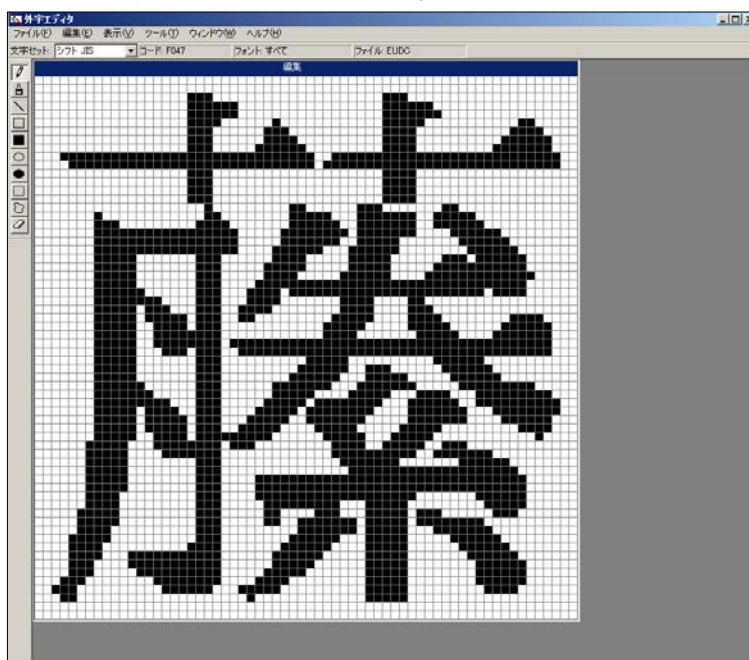 外字エディタ
ファイル(F) 編集(E) 表示(V) ツール(T) ウィンドウ(W) ヘルプ(H)
文字セット: シフト JIS コード: F047 フォント: すべて ファイル: EUDC
編集
虅